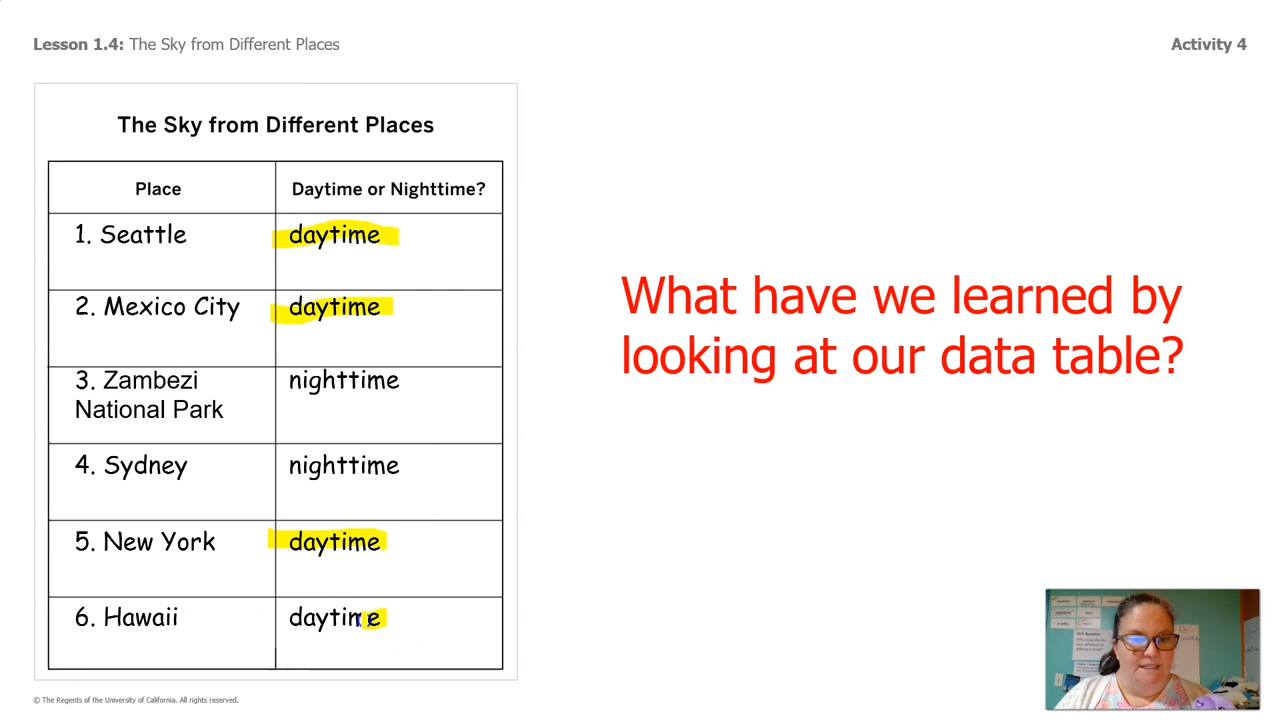 Lesson 1.4: The Sky from Different Places
Activity 4
The Sky from Different Places
Place
Daytime or Nighttime?
1. Seattle
daytime
2. Mexico City
daytime
3. Zambezi
National Park
nighttime
4. Sydney
nighttime
5. New York
daytime
6. Hawaii
daytime
What have we learned by
looking at our data table?
© The Regents of the University of California. All rights reserved.